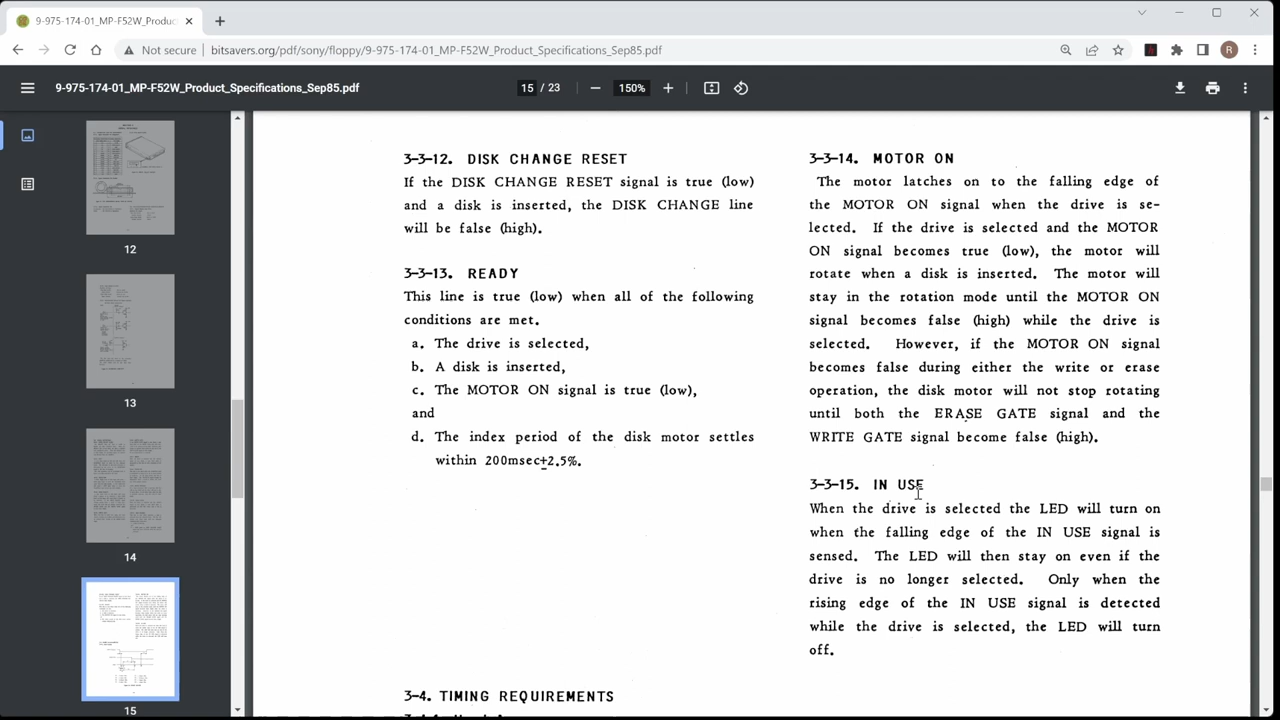 9-975-174-01_MP-F52W_Produc
Not secure
bitsavers.org/pdf/sony/floppy/9-975-174-01_MP-F52W_Product_Specifications_Sep85.pdf
R
9-975-174-01_MP-F52W_Product_Specifications_Sep85.pdf
15 / 23
150%
12
13
14
15
3-3-12. DISK CHANGE RESET
If the DISK CHANGE RESET signal is true (low)
and a disk is inserted, the DISK CHANGE line
will be false (high).
3-3-13. READY
This line is true (low) when all of the following
conditions are met.
a. The drive is selected,
b. A disk is inserted,
c. The MOTOR ON signal is true (low),
and
d. The index period of the disk motor settles
within 200msec±2.5%.
3-4. TIMING REQUIREMENTS
3-3-14. MOTOR ON
The motor latches on to the falling edge of
the MOTOR ON signal when the drive is se-
lected. If the drive is selected and the MOTOR
ON signal becomes true (low), the motor will
rotate when a disk is inserted. The motor will
stay in the rotation mode until the MOTOR ON
signal becomes false (high) while the drive is
selected. However, if the MOTOR ON signal
becomes false during either the write or erase
operation, the disk motor will not stop rotating
until both the ERASE GATE signal and the
WRITE GATE signal become false (high).
3-3-15. IN USE
When the drive is selected the LED will turn on
when the falling edge of the IN USE signal is
sensed. The LED will then stay on even if the
drive is no longer selected. Only when the
rising edge of the IN USE signal is detected
while the drive is selected, the LED will turn
off.